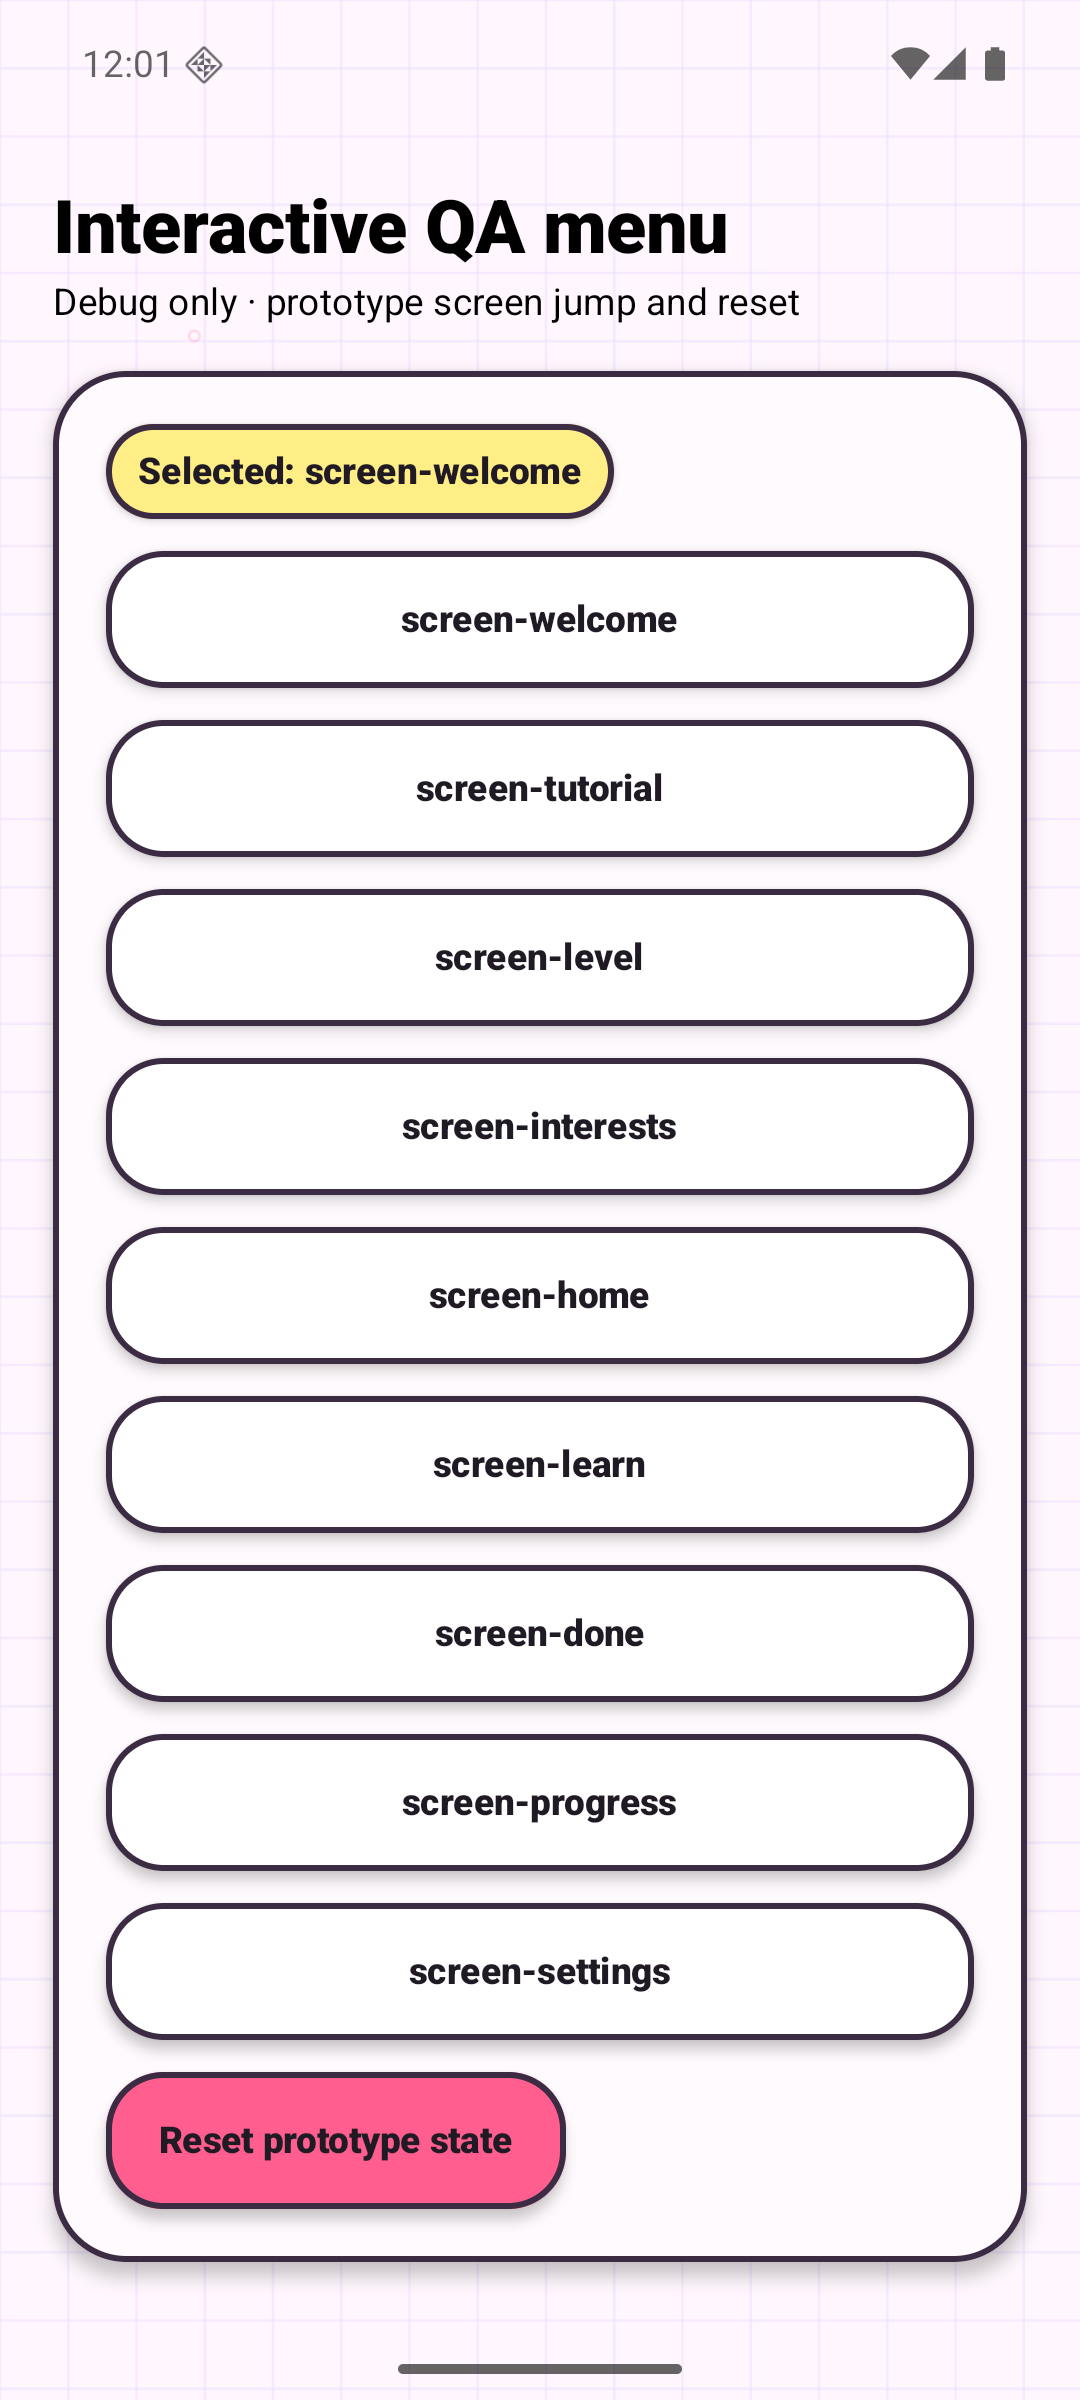 12:01
Interactive QA menu
Debug only · prototype screen jump and reset
Selected: screen-welcome
screen-welcome
screen-tutorial
screen-level
screen-interests
screen-home
screen-learn
screen-done
screen-progress
screen-settings
Reset prototype state